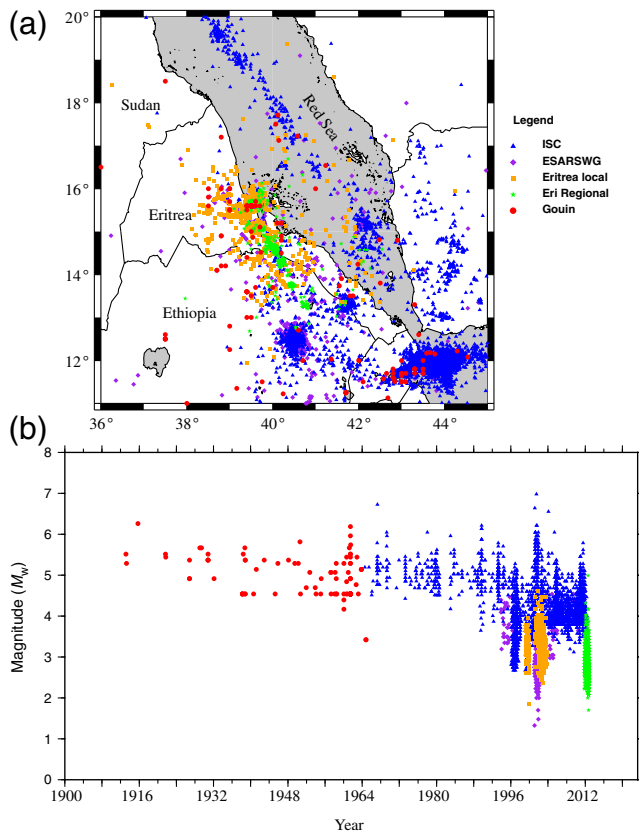 (a)
20°
18°
16°
14°
12°
36°
38°
40°
42°
44°
Sudan
Red Sea
Eritrea
Ethiopia
Legend
ISC
ESARSWG
Eritrea local
Eri Regional
Gouin
(b)
8
7
6
5
4
3
2
1
0
Magnitude (Mw)
1900 1916 1932 1948 1964 1980 1996 2012
Year